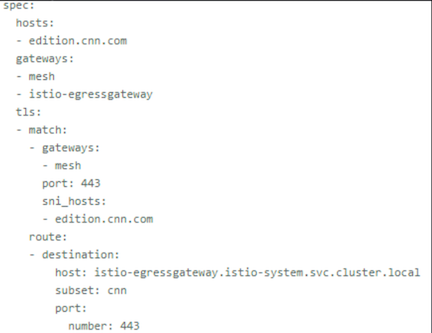 spec:
  hosts:
  - edition.cnn.com
  gateways:
  - mesh
  - istio-egressgateway
  tls:
  - match:
    - gateways:
      - mesh
      port: 443
      sni_hosts:
      - edition.cnn.com
    route:
    - destination:
        host: istio-egressgateway.istio-system.svc.cluster.local
        subset: cnn
        port:
          number: 443